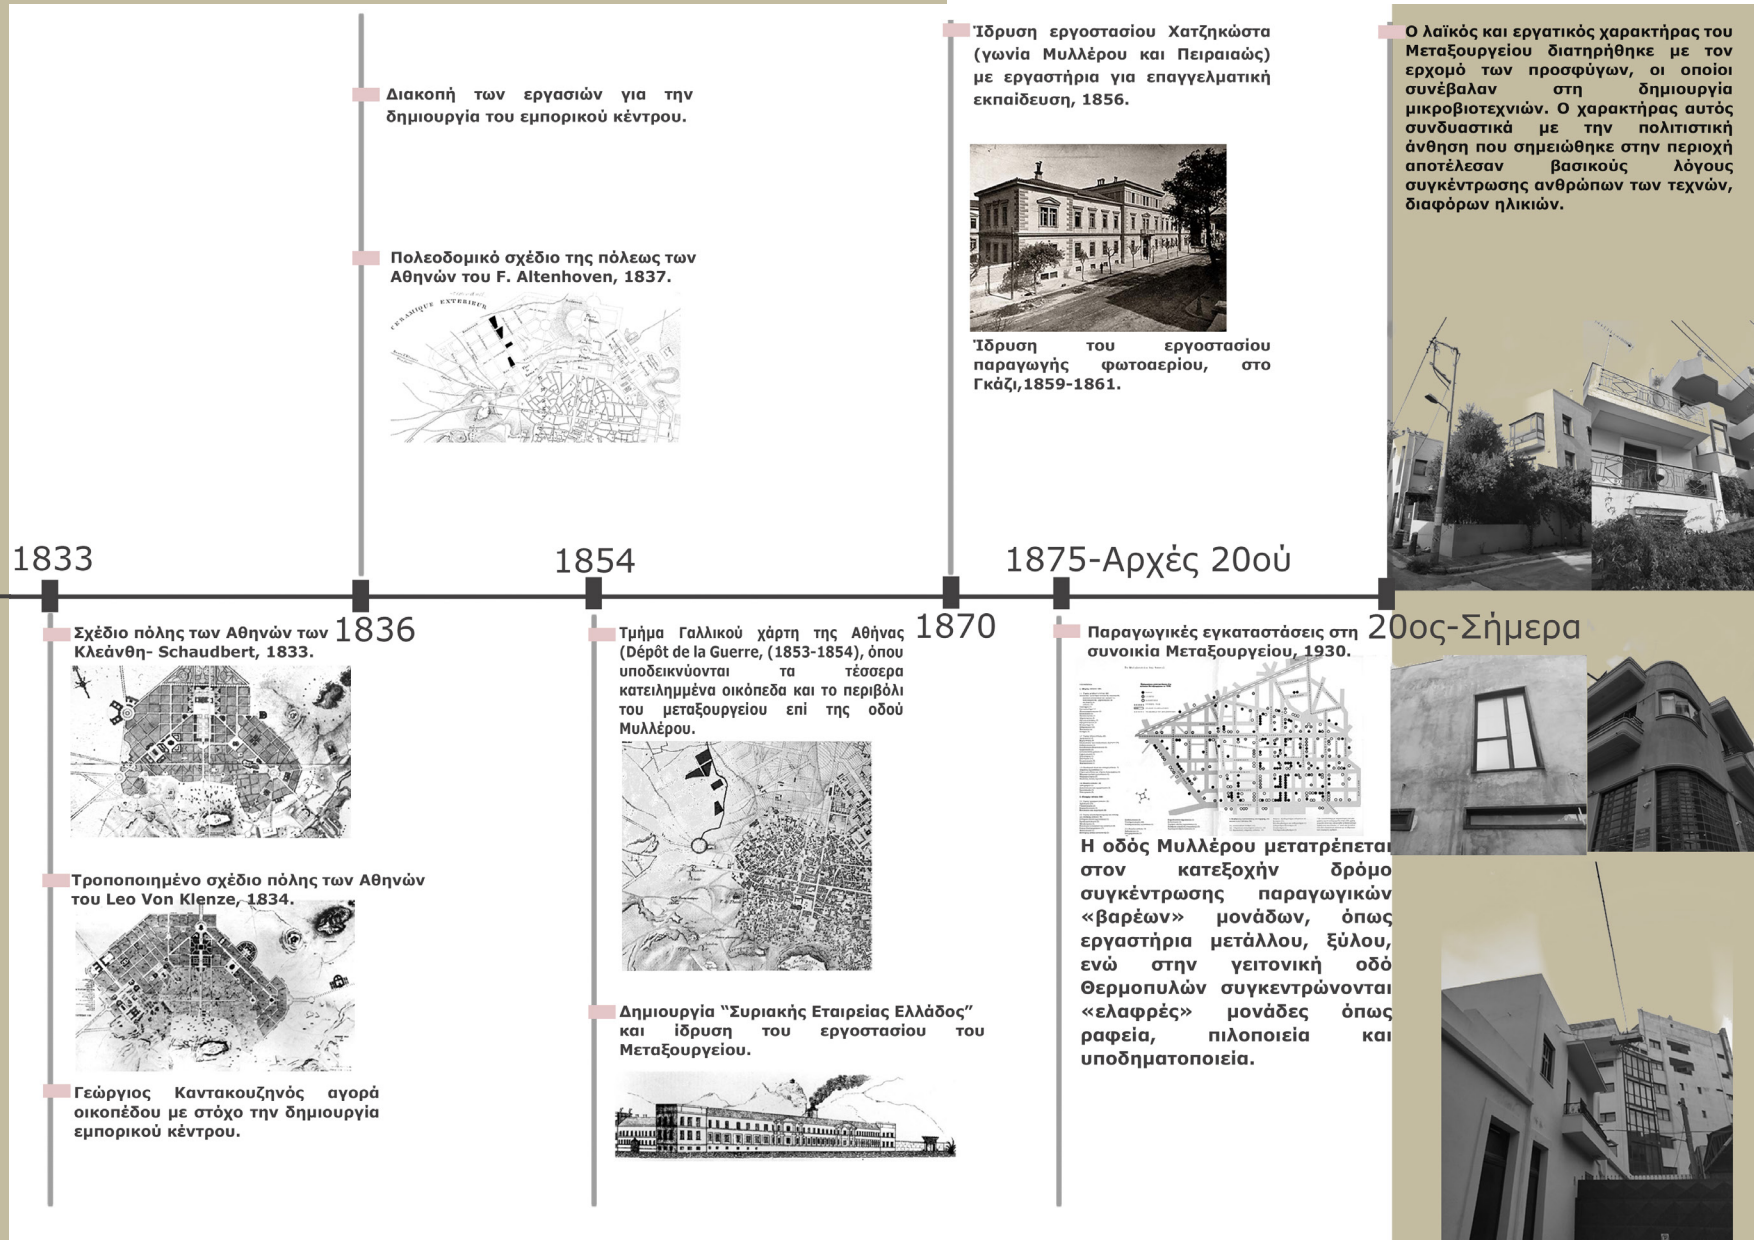 Διακοπή των εργασιών για την
δημιουργία του εμπορικού κέντρου.
Πολεοδομικό σχέδιο της πόλεως των
Αθηνών του F. Altenhoven, 1837.
CERAMIQUE EXTERIEUR
Ίδρυση εργοστασίου Χατζηκώστα
(γωνία Μυλλέρου και Πειραιαώς)
με εργαστήρια για επαγγελματική
εκπαίδευση, 1856.
Ίδρυση του εργοστασίου
παραγωγής φωτοαερίου, στο
Γκάζι,1859-1861.
Ο λαϊκός και εργατικός χαρακτήρας του
Μεταξουργείου διατηρήθηκε με τον
ερχομό των προσφύγων, οι οποίοι
συνέβαλαν στη δημιουργία
μικροβιοτεχνιών. Ο χαρακτήρας αυτός
συνδυαστικά με την πολιτιστική
άνθηση που σημειώθηκε στην περιοχή
αποτέλεσαν βασικούς λόγους
συγκέντρωσης ανθρώπων των τεχνών,
διαφόρων ηλικιών.
1833
1854
1875-Αρχές 20ού
1836
1870
20ος-Σήμερα
Σχέδιο πόλης των Αθηνών των
Κλεάνθη- Schaudbert, 1833.
Τροποποιημένο σχέδιο πόλης των Αθηνών
του Leo Von Klenze, 1834.
Γεώργιος Καντακουζηνός αγορά
οικοπέδου με στόχο την δημιουργία
εμπορικού κέντρου.
Τμήμα Γαλλικού χάρτη της Αθήνας
(Dépôt de la Guerre, (1853-1854), όπου
υποδεικνύονται τα τέσσερα
κατειλημμένα οικόπεδα και το περιβόλι
του μεταξουργείου επί της οδού
Μυλλέρου.
Δημιουργία “Συριακής Εταιρείας Ελλάδος”
και ίδρυση του εργοστασίου του
Μεταξουργείου.
Παραγωγικές εγκαταστάσεις στη
συνοικία Μεταξουργείου, 1930.
Η οδός Μυλλέρου μετατρέπεται
στον κατεξοχήν δρόμο
συγκέντρωσης παραγωγικών
«βαρέων» μονάδων, όπως
εργαστήρια μετάλλου, ξύλου,
ενώ στην γειτονική οδό
Θερμοπυλών συγκεντρώνονται
«ελαφρές» μονάδες όπως
ραφεία, πιλοποιεία και
υποδηματοποιεία.